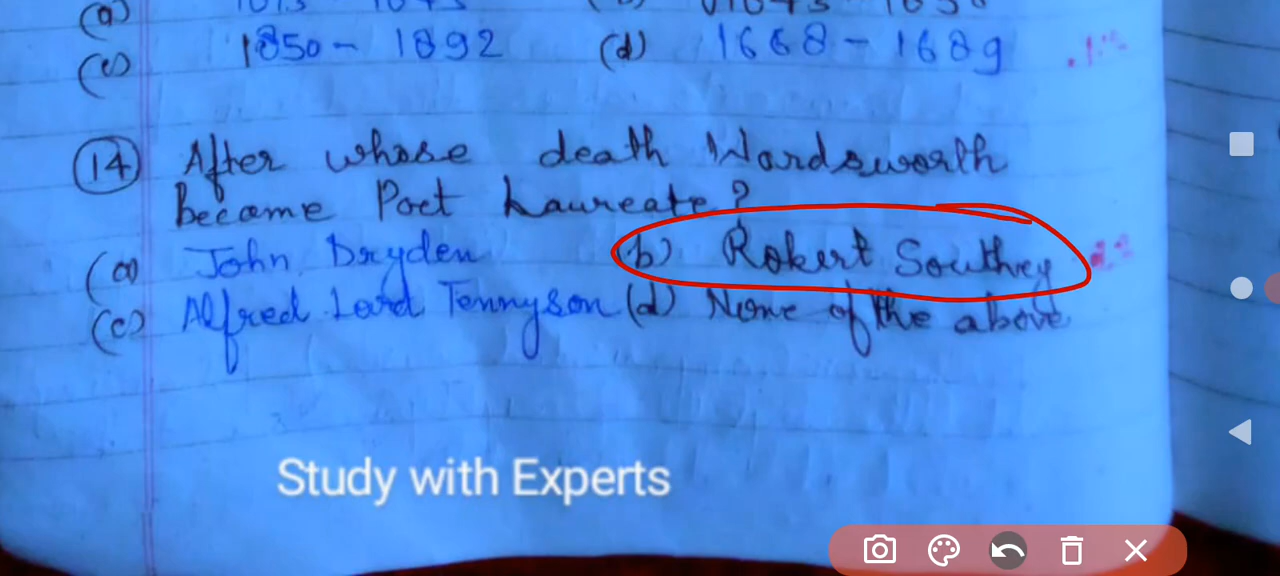 (a) (b)
(c) 1850 - 1892 (d) 1668 - 1689
(14) After whose death Wordsworth
became Poet Laureate?
(a) John Dryden (b) Robert Southey
(c) Alfred Lord Tennyson (d) None of the above
Study with Experts